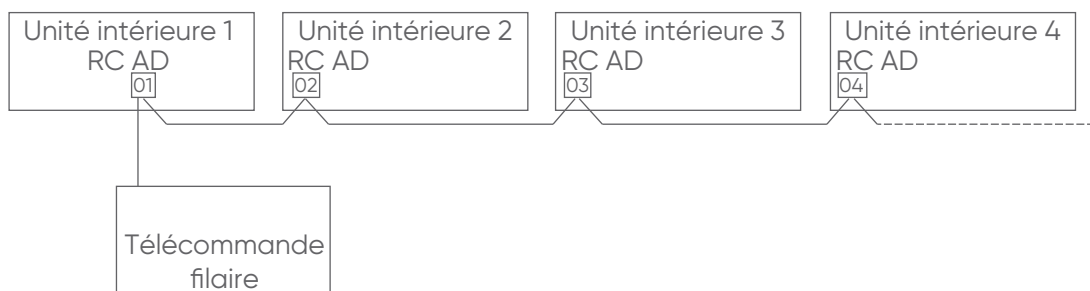 Unité intérieure 1
RC AD
01
Unité intérieure 2
RC AD
02
Unité intérieure 3
RC AD
03
Unité intérieure 4
RC AD
04
Télécommande
filaire